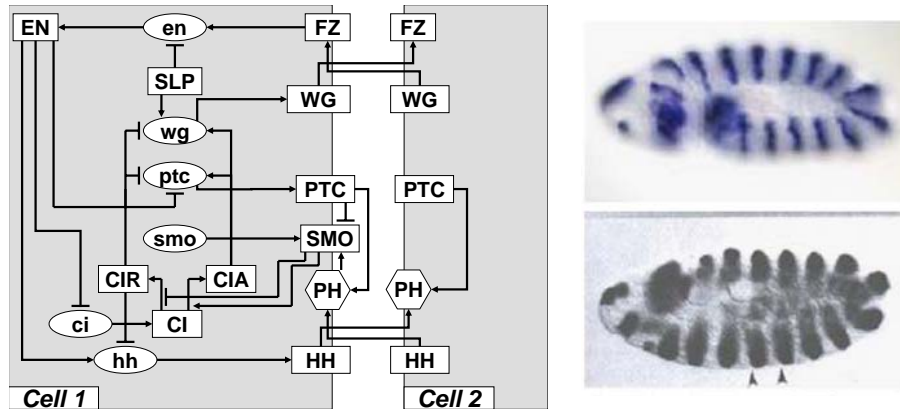 EN
en
FZ
FZ
SLP
WG
WG
wg
ptc
PTC
PTC
smo
SMO
CIR
CIA
PH
PH
ci
CI
hh
HH
HH
Cell 1
Cell 2